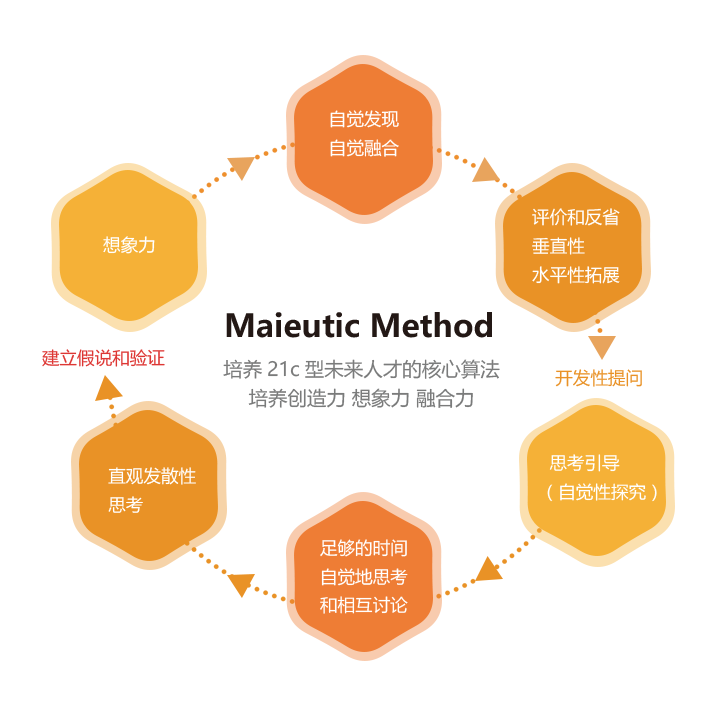 自觉发现
自觉融合
评价和反省
垂直性
水平性拓展
想象力
Maieutic Method
培养 21c 型未来人才的核心算法
培养创造力 想象力 融合力
建立假说和验证
开发性提问
思考引导
（自觉性探究）
直观发散性
思考
足够的时间
自觉地思考
和相互讨论